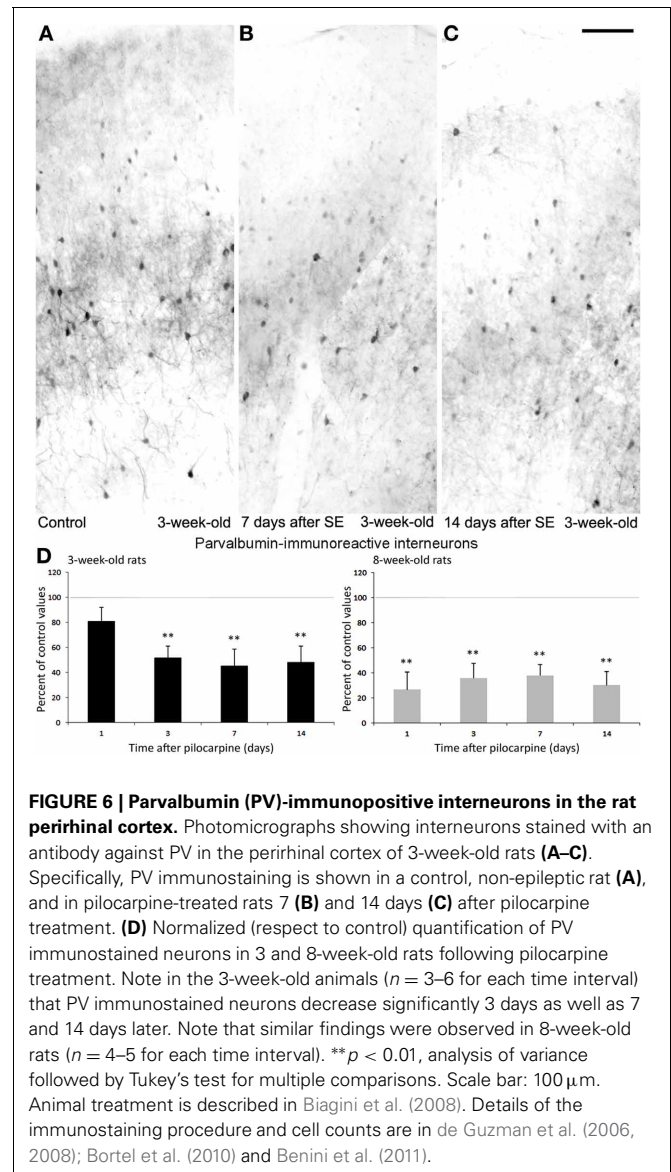 A B C
Control 3-week-old 7 days after SE 3-week-old 14 days after SE 3-week-old
Parvalbumin-immunoreactive interneurons
D 3-week-old rats 8-week-old rats
Percent of control values
120
100
80
60
40
20
0
** ** **
1 3 7 14
Time after pilocarpine (days)
Percent of control values
120
100
80
60
40
20
0
** ** ** **
1 3 7 14
Time after pilocarpine (days)
FIGURE 6 | Parvalbumin (PV)-immunopositive interneurons in the rat
perirhinal cortex. Photomicrographs showing interneurons stained with an
antibody against PV in the perirhinal cortex of 3-week-old rats (A–C).
Specifically, PV immunostaining is shown in a control, non-epileptic rat (A),
and in pilocarpine-treated rats 7 (B) and 14 days (C) after pilocarpine
treatment. (D) Normalized (respect to control) quantification of PV
immunostained neurons in 3 and 8-week-old rats following pilocarpine
treatment. Note in the 3-week-old animals (n = 3–6 for each time interval)
that PV immunostained neurons decrease significantly 3 days as well as 7
and 14 days later. Note that similar findings were observed in 8-week-old
rats (n = 4–5 for each time interval). **p < 0.01, analysis of variance
followed by Tukey's test for multiple comparisons. Scale bar: 100 μm.
Animal treatment is described in Biagini et al. (2008). Details of the
immunostaining procedure and cell counts are in de Guzman et al. (2006,
2008); Bortel et al. (2010) and Benini et al. (2011).